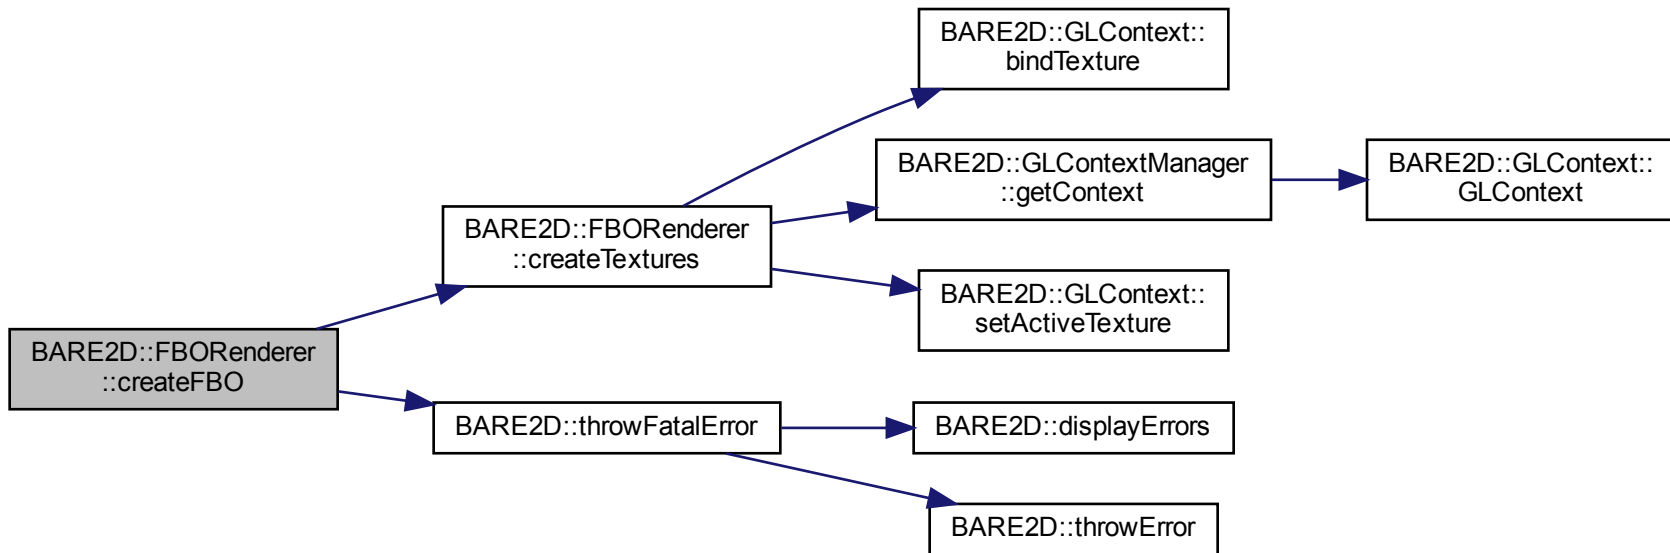 BARE2D::GLContext::
bindTexture
BARE2D::GLContextManager
::getContext
BARE2D::GLContext::
GLContext
BARE2D::FBORenderer
::createTextures
BARE2D::GLContext::
setActiveTexture
BARE2D::FBORenderer
::createFBO
BARE2D::throwFatalError
BARE2D::displayErrors
BARE2D::throwError